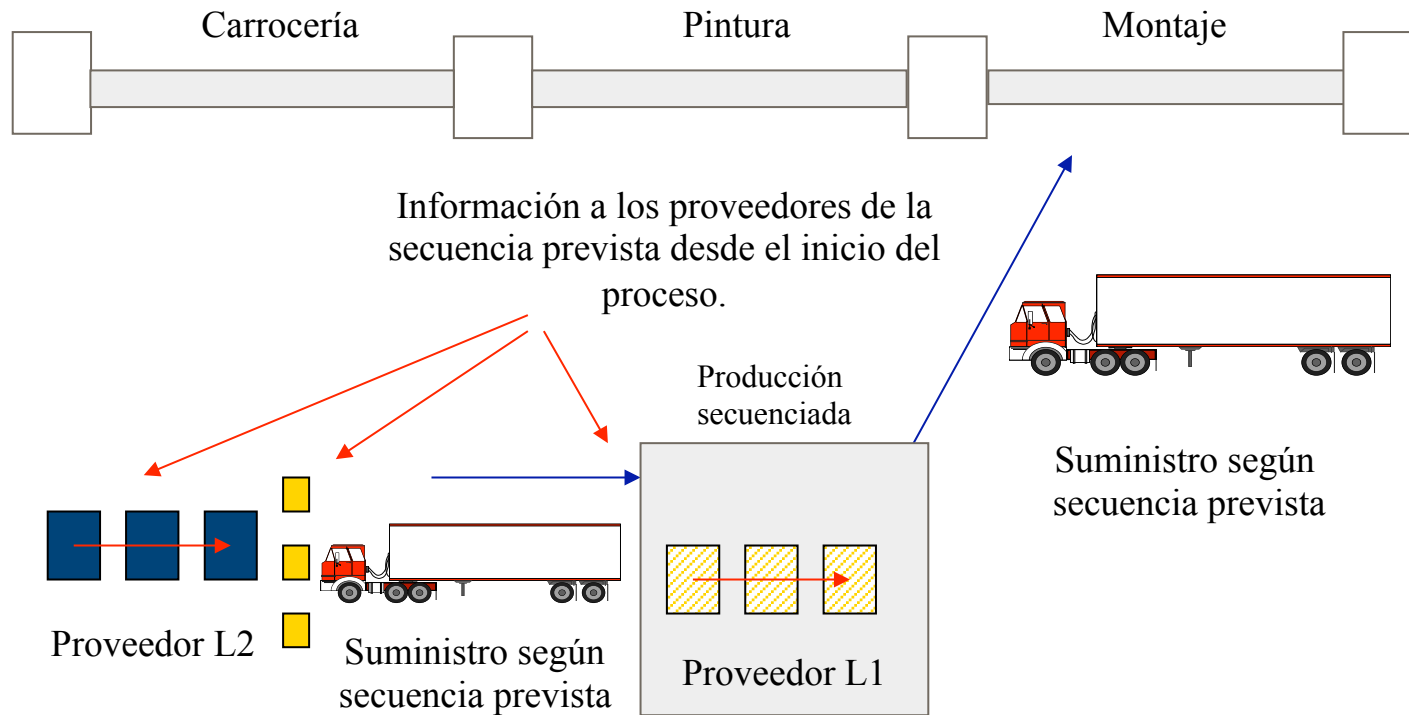 Carrocería
Pintura
Montaje
Información a los proveedores de la
secuencia prevista desde el inicio del
proceso.
Producción
secuenciada
Suministro según
secuencia prevista
Proveedor L2
Suministro según
secuencia prevista
Proveedor L1